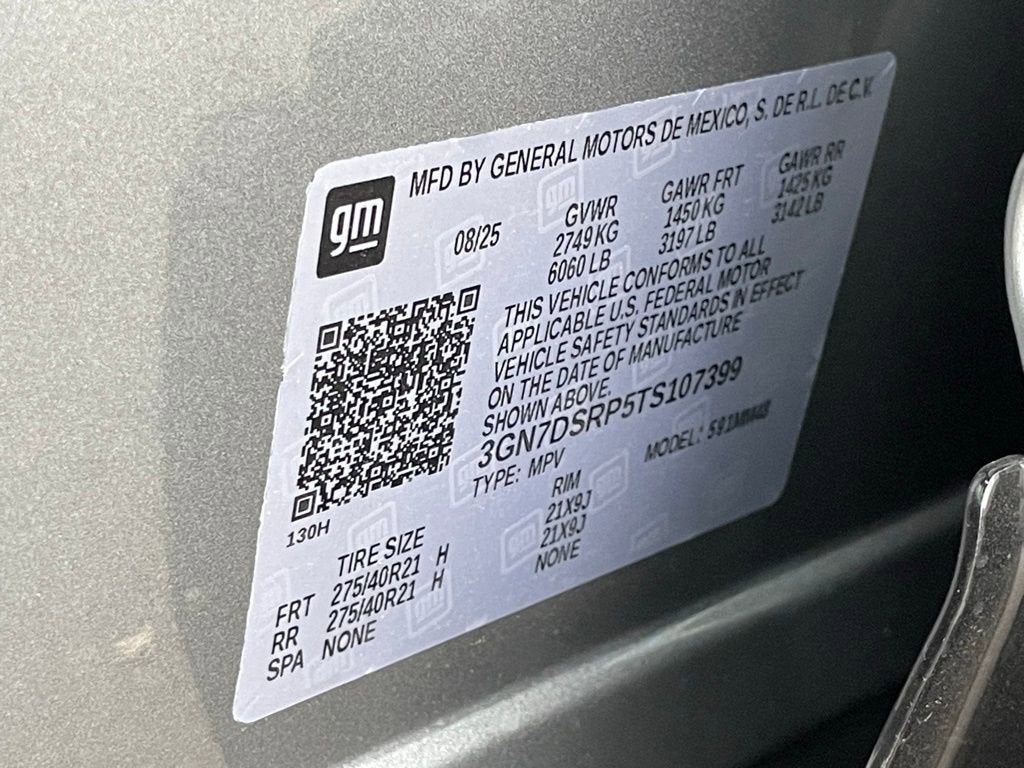 gm
MFD BY GENERAL MOTORS DE MEXICO, S. DE R.L. DE C.V.
08/25
GVWR GAWR FRT GAWR RR
2749 KG 1450 KG 1425 KG
6060 LB 3197 LB 3142 LB
THIS VEHICLE CONFORMS TO ALL
APPLICABLE U.S. FEDERAL MOTOR
VEHICLE SAFETY STANDARDS IN EFFECT
ON THE DATE OF MANUFACTURE
SHOWN ABOVE.
3GN7DSRP5TS107399
TYPE: MPV MODEL:
130H
TIRE SIZE RIM
FRT 275/40R21 H 21X9J
RR 275/40R21 H 21X9J
SPA NONE NONE